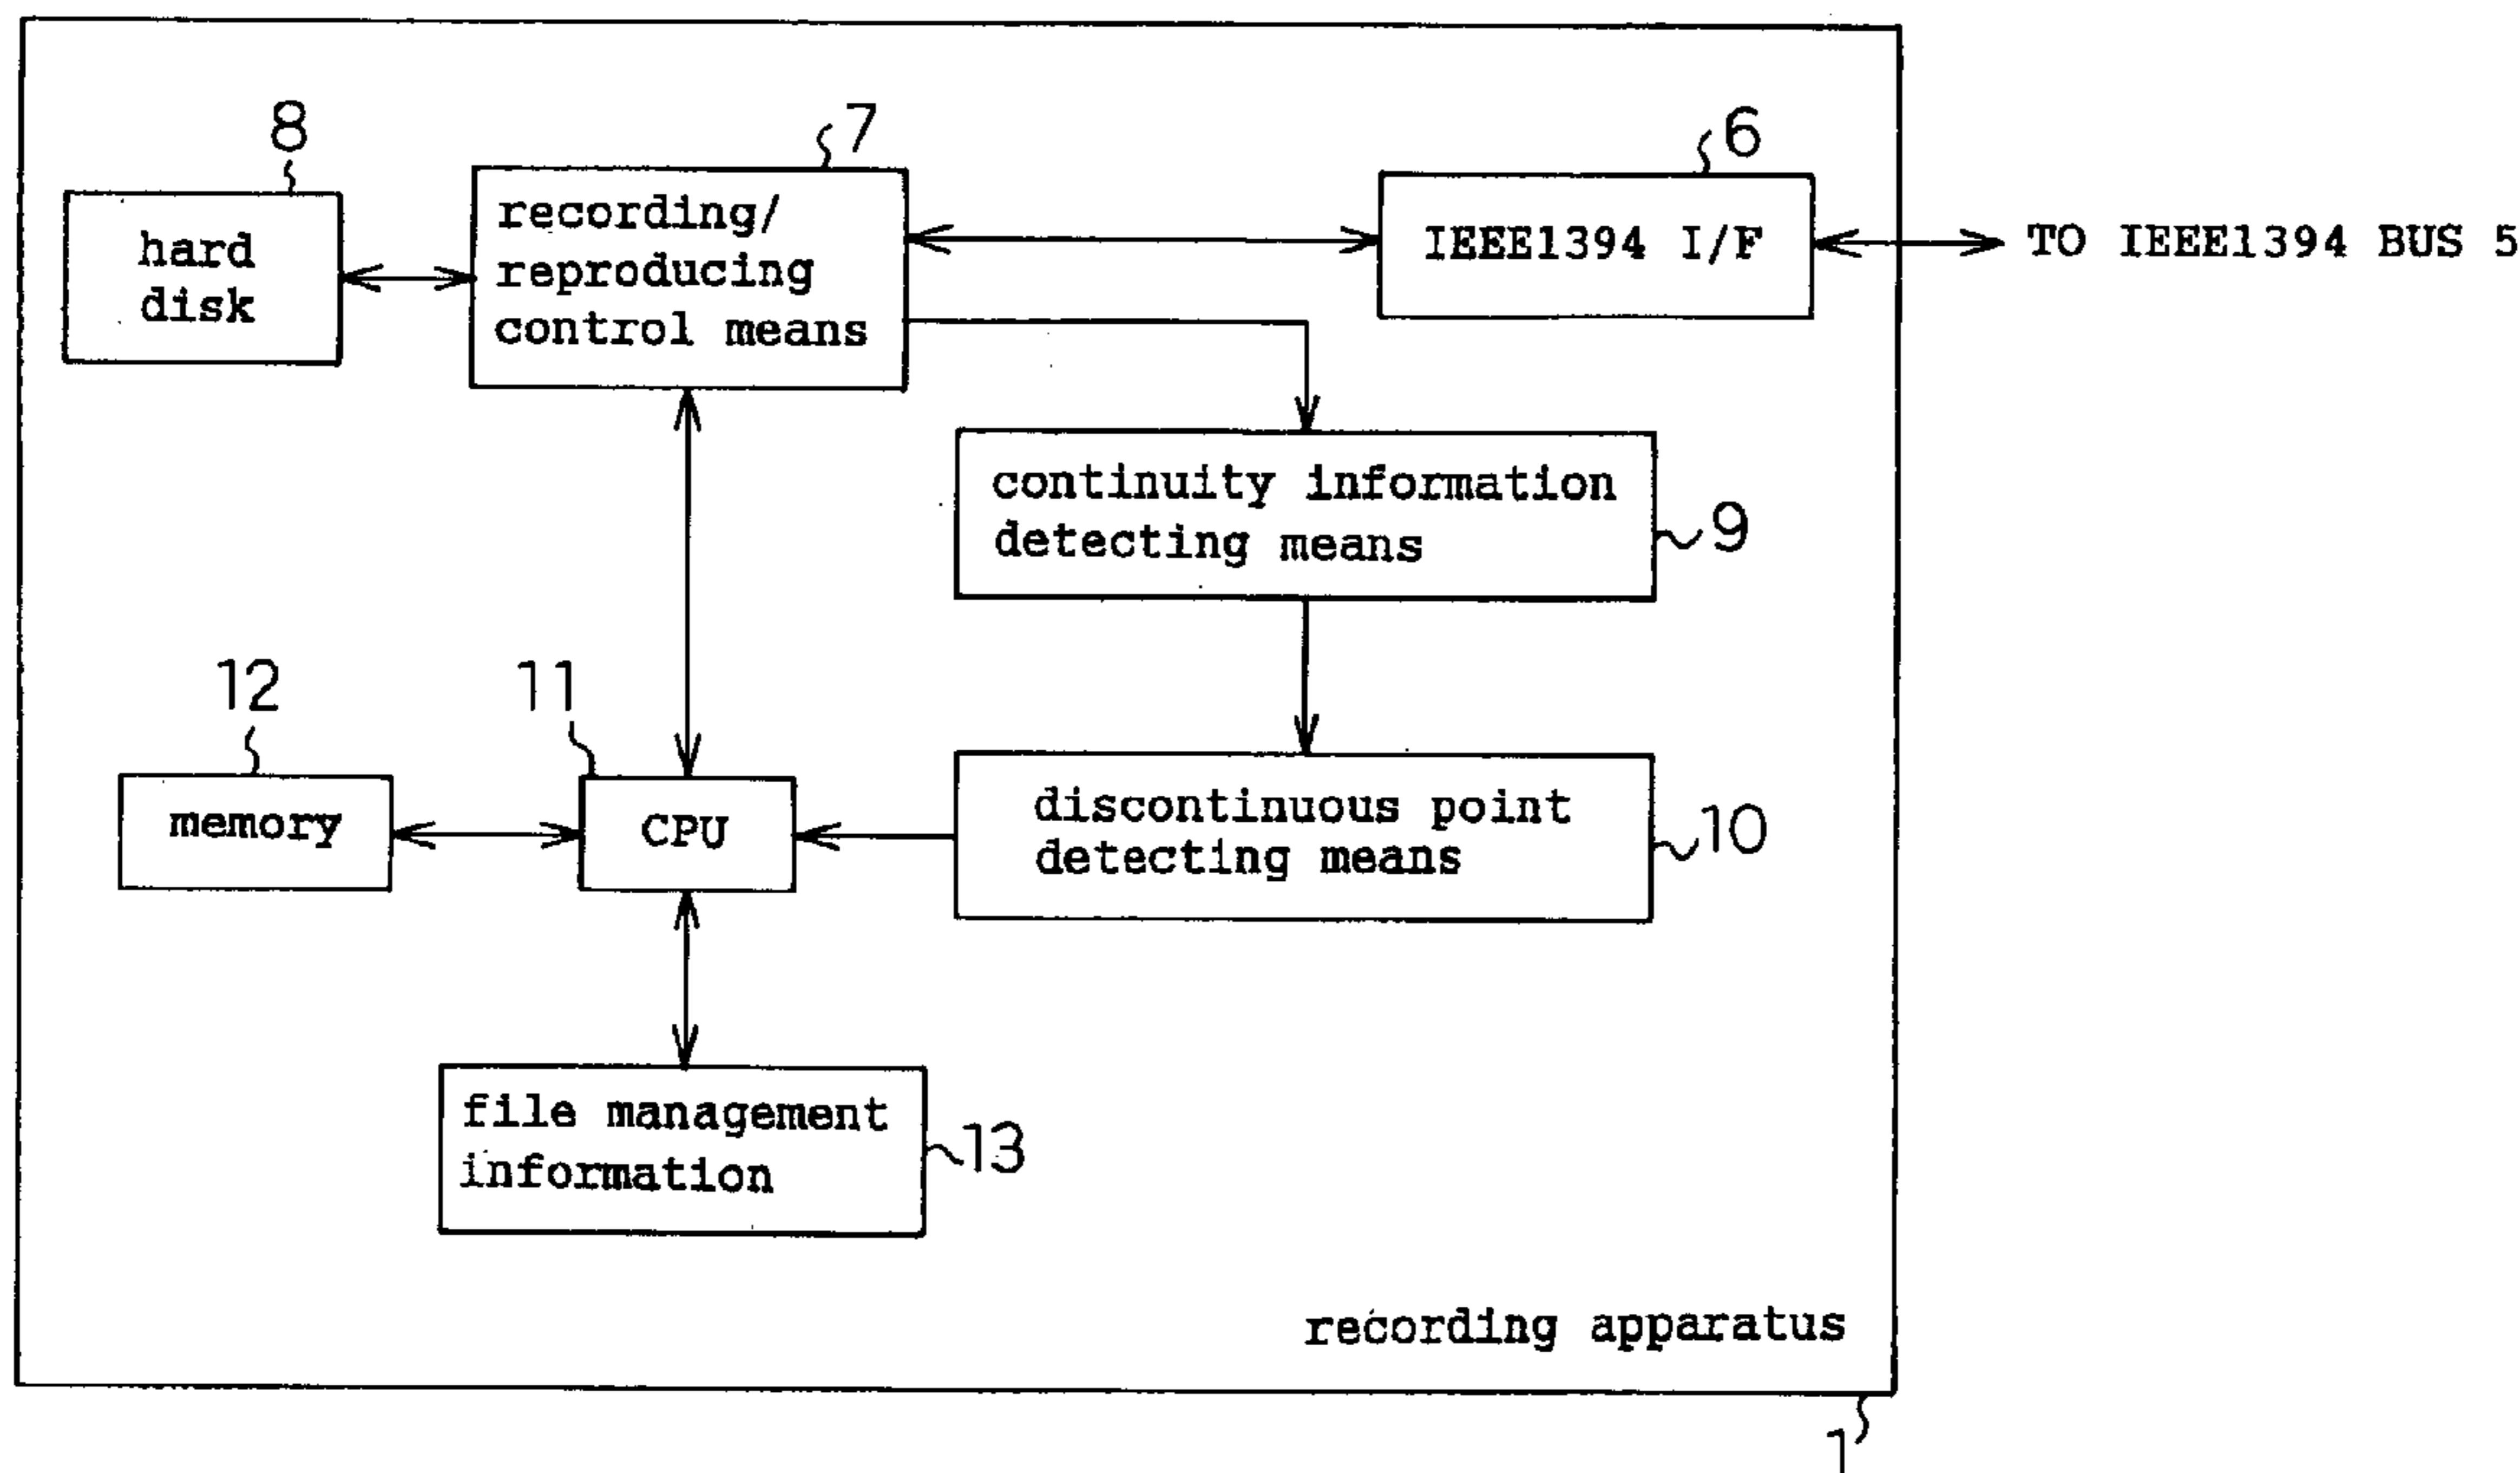 8
7
6
hard
disk
recording/
reproducing
control means
IEEE1394 I/F
TO IEEE1394 BUS 5
continuity information
detecting means
9
12
11
memory
CPU
discontinuous point
detecting means
10
file management
information
13
recording apparatus
1